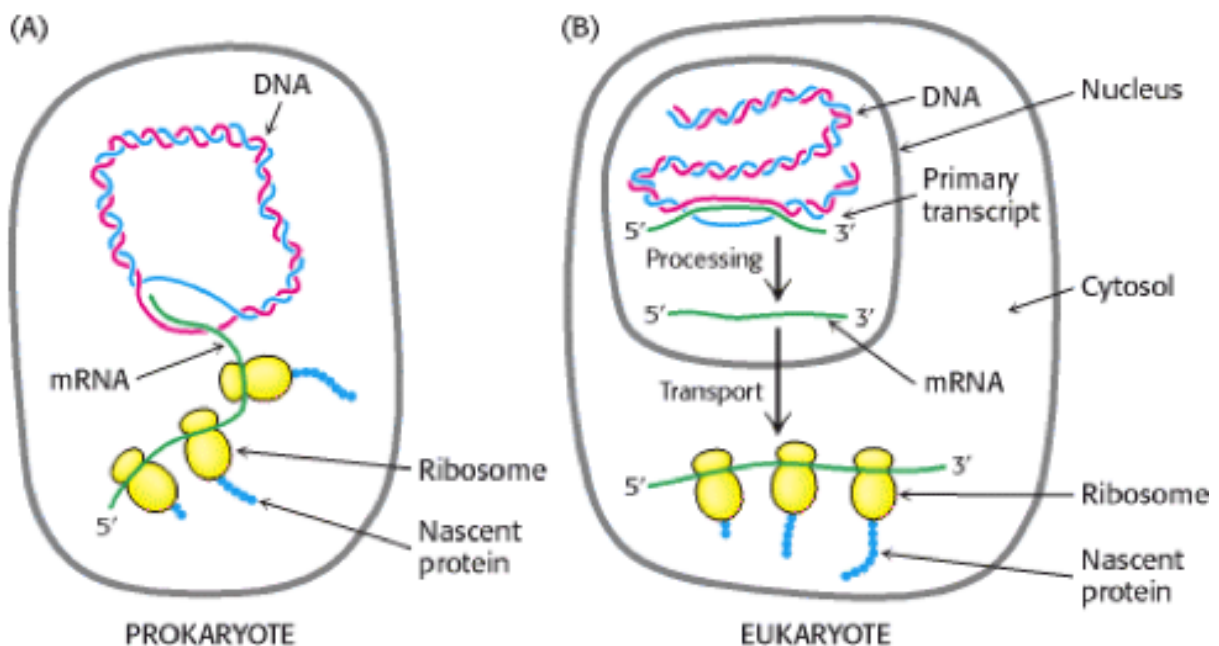 (A)
DNA
mRNA
Ribosome
Nascent
protein
5′
PROKARYOTE
(B)
DNA
Nucleus
Primary
transcript
5′
3′
Processing
Cytosol
5′
3′
mRNA
Transport
3′
5′
Ribosome
Nascent
protein
EUKARYOTE